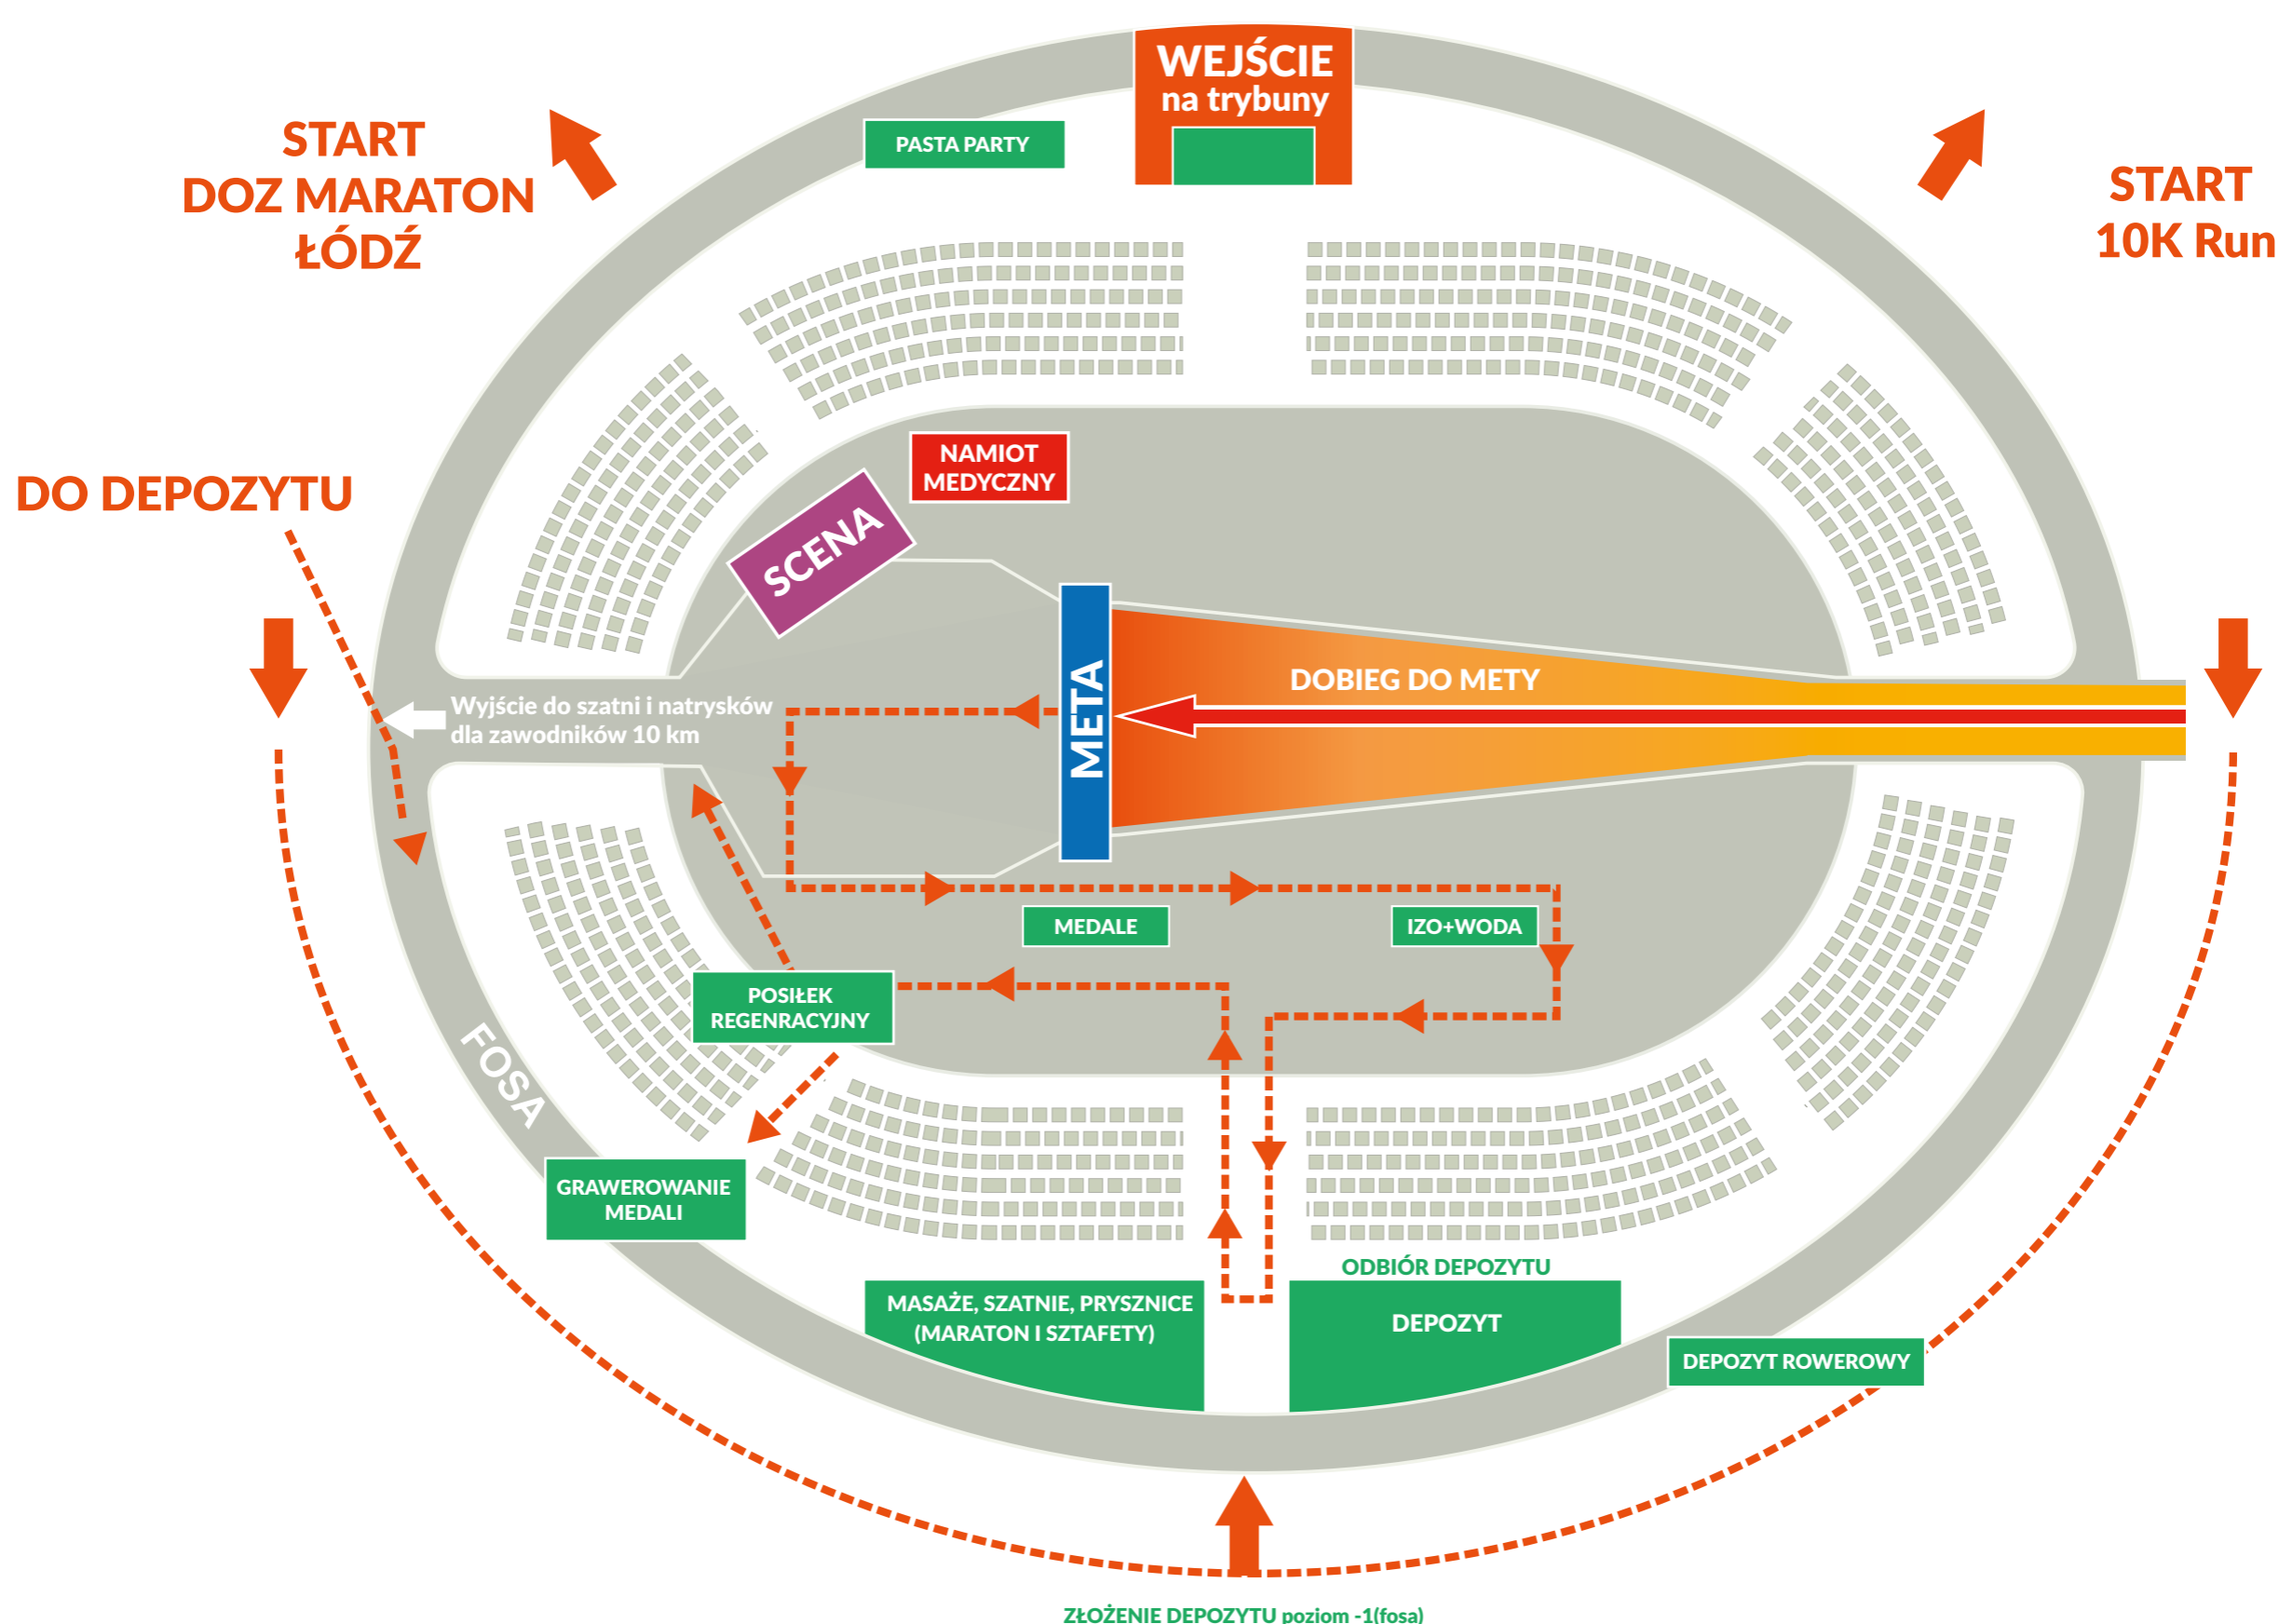 WEJŚCIE
na trybuny
PASTA PARTY
START
DOZ MARATON
ŁÓDŹ
START
10K Run
DO DEPOZYTU
NAMIOT
MEDYCZNY
SCENA
META
DOBIEG DO METY
Wyjście do szatni i natrysków
dla zawodników 10 km
MEDALE
IZO+WODA
POSIŁEK
REGENRACYJNY
FOSA
GRAWEROWANIE
MEDALI
ODBIÓR DEPOZYTU
MASAŻE, SZATNIE, PRYSZNICE
(MARATON I SZTAFETY)
DEPOZYT
DEPOZYT ROWEROWY
ZŁOŻENIE DEPOZYTU poziom -1(fosa)